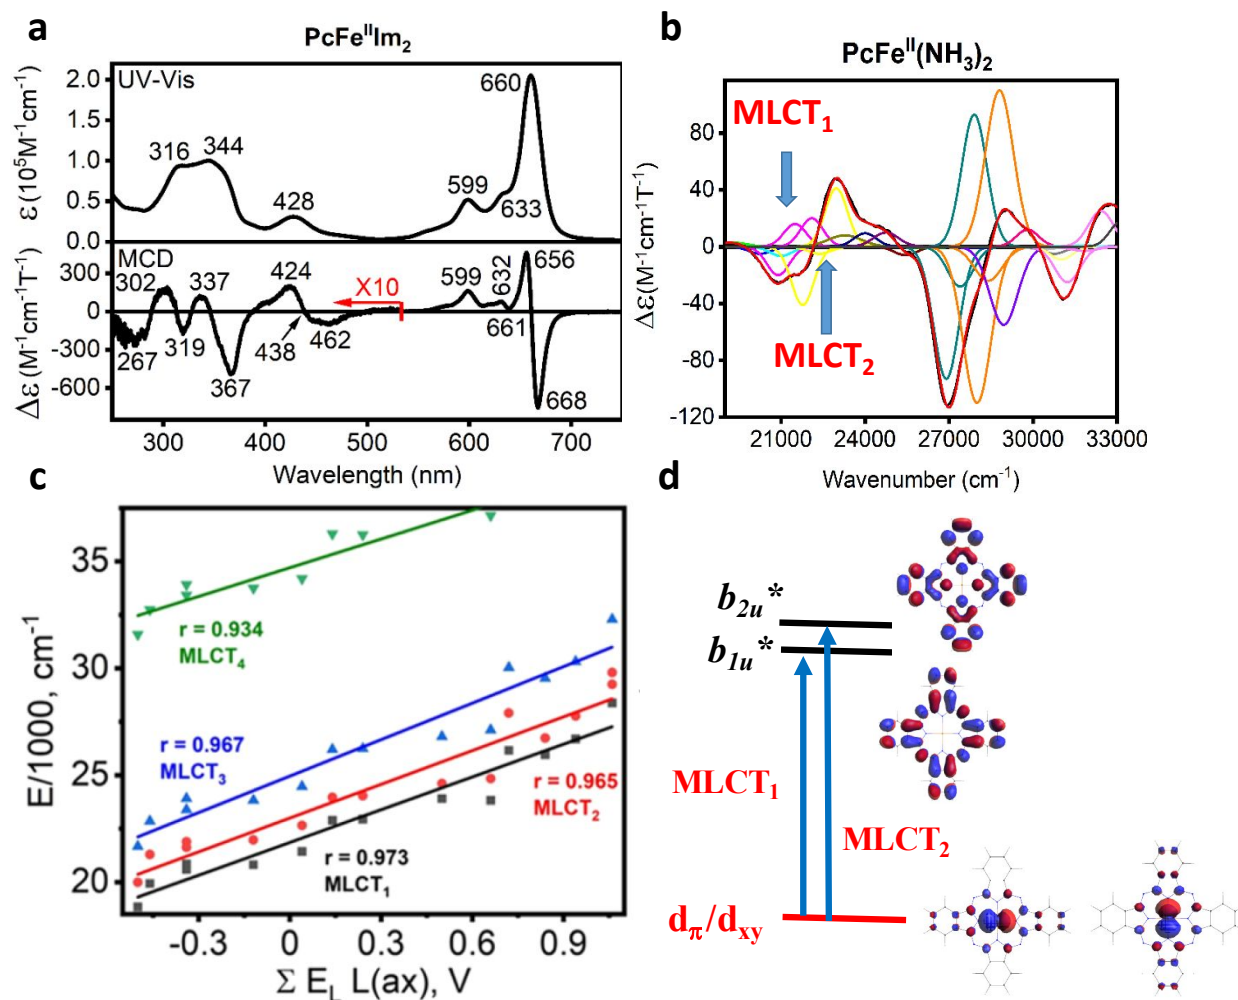 a
PcFeᴵᴵIm₂
UV-Vis
2.0
1.0
0.5
0.0
ε (10⁵M⁻¹cm⁻¹)
316
344
428
599
633
660
MCD
300
0
-300
-600
Δε (M⁻¹cm⁻¹T⁻¹)
302
337
424
X10
599
632
656
267
319
367
438
462
661
668
300
400
500
600
700
Wavelength (nm)
b
PcFeᴵᴵ(NH₃)₂
MLCT₁
MLCT₂
80
40
0
-40
-80
-120
Δε(M⁻¹cm⁻¹T⁻¹)
21000
24000
27000
30000
33000
Wavenumber (cm⁻¹)
c
35
30
25
20
E/1000, cm⁻¹
r = 0.934
MLCT₄
r = 0.967
MLCT₃
r = 0.965
MLCT₂
r = 0.973
MLCT₁
-0.3
0
0.3
0.6
0.9
Σ E_L L(ax), V
d
b₂ᵤ*
b₁ᵤ*
MLCT₁
MLCT₂
d_π/d_xy